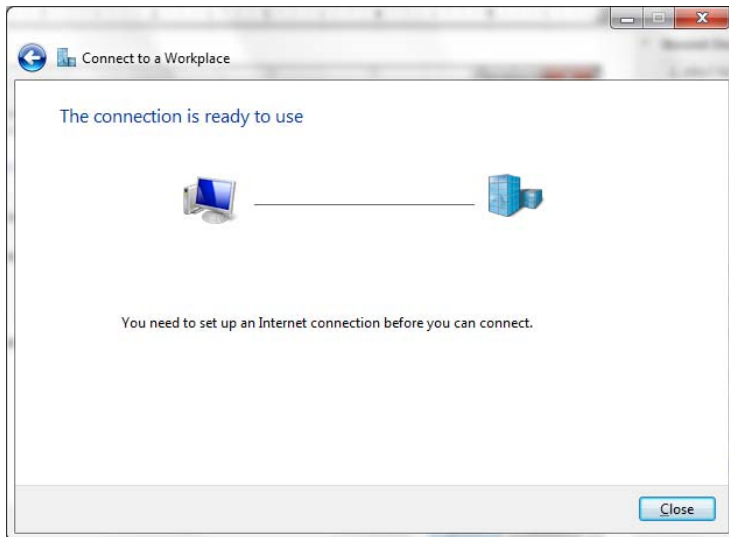 Connect to a Workplace
The connection is ready to use
You need to set up an Internet connection before you can connect.
Close